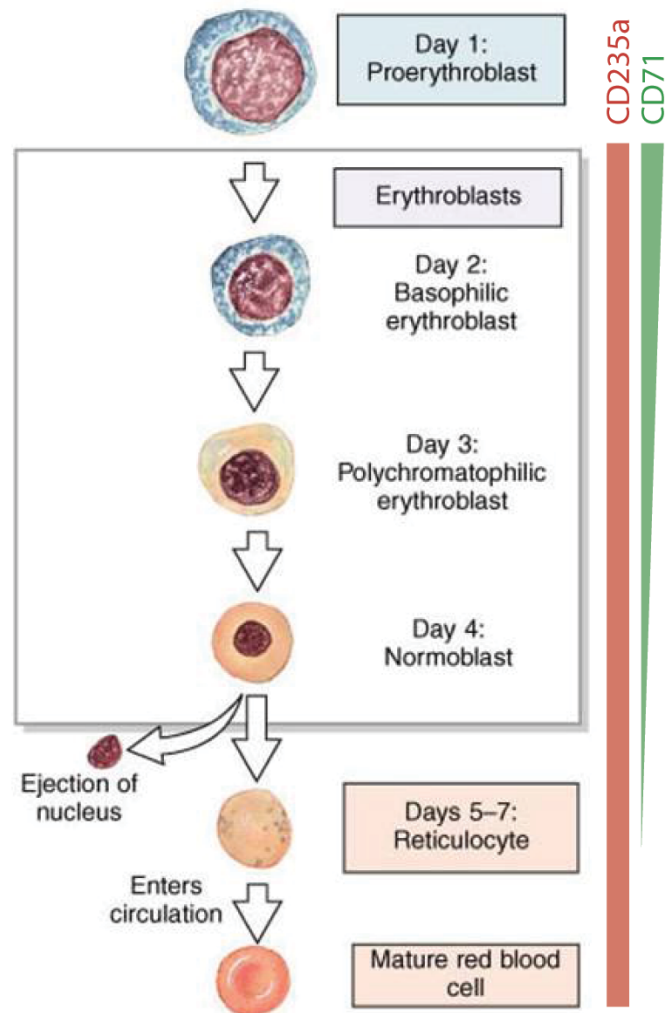 Day 1:
Proerythroblast
CD235a
CD71
Erythroblasts
Day 2:
Basophilic
erythroblast
Day 3:
Polychromatophilic
erythroblast
Day 4:
Normoblast
Ejection of
nucleus
Days 5–7:
Reticulocyte
Enters
circulation
Mature red blood
cell